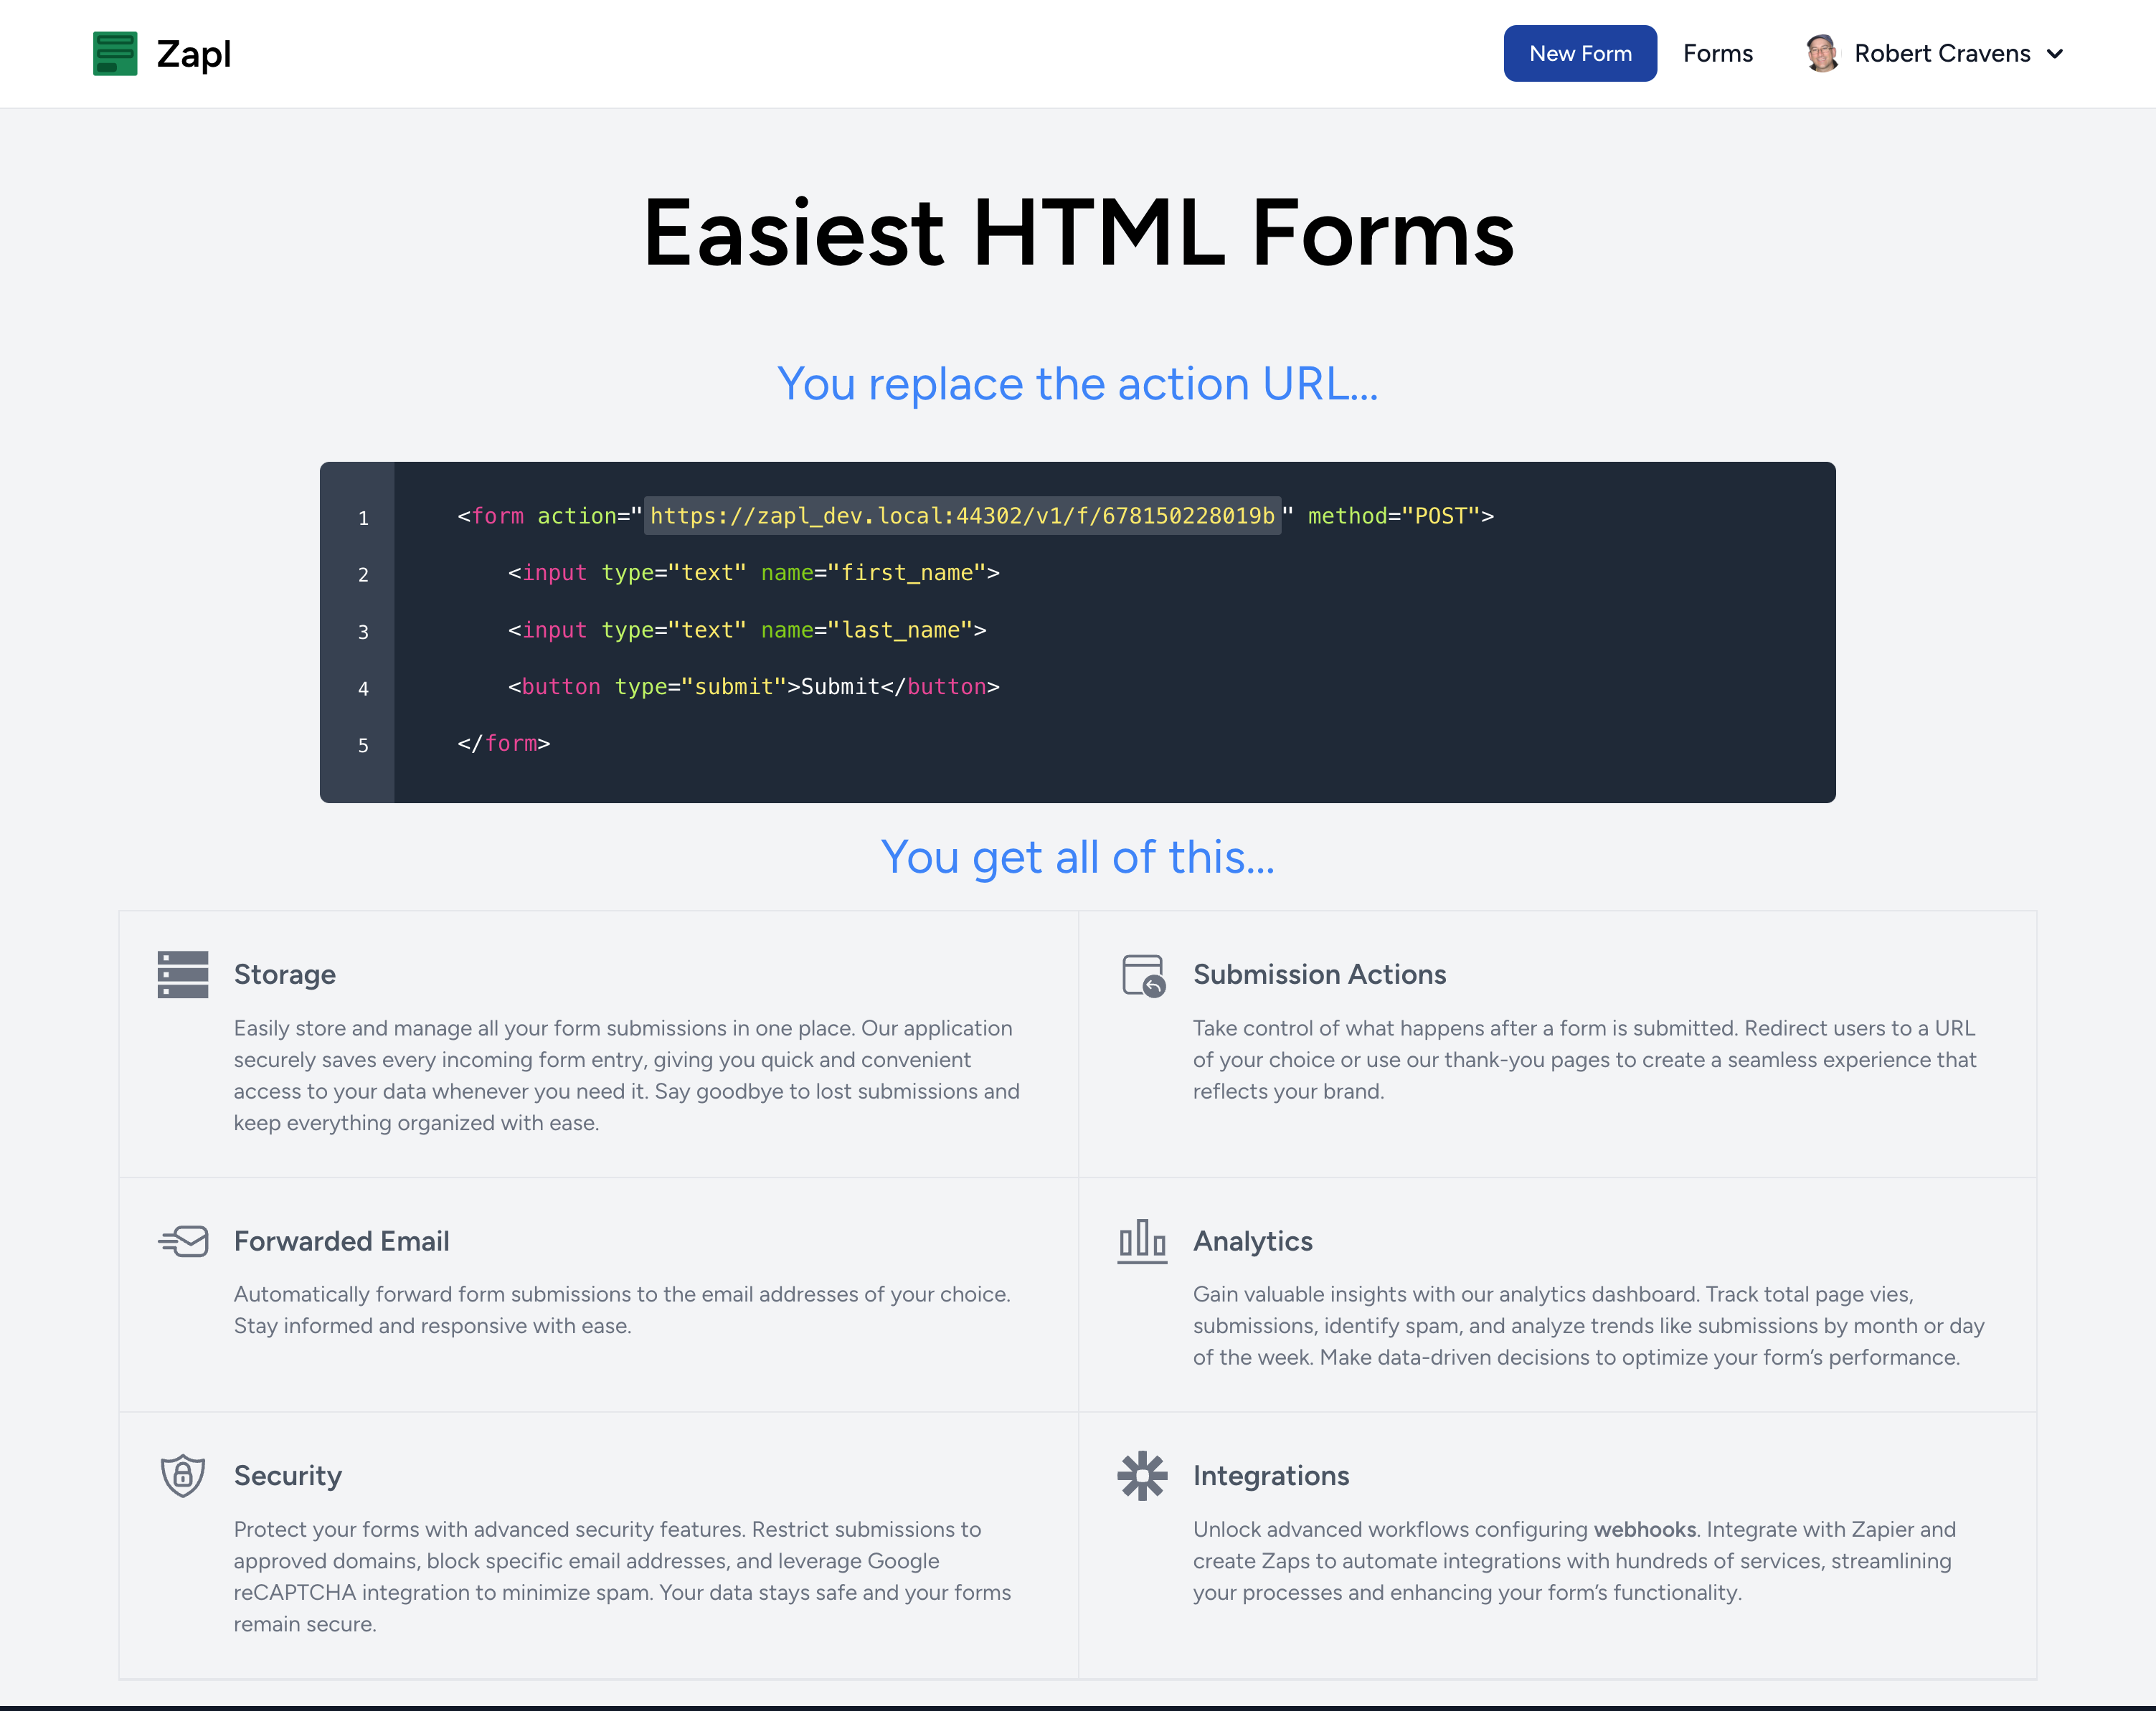 Zapl
New Form
Forms
Robert Cravens
Easiest HTML Forms
You replace the action URL...
1 <form action="https://zapl_dev.local:44302/v1/f/678150228019b" method="POST">
2 <input type="text" name="first_name">
3 <input type="text" name="last_name">
4 <button type="submit">Submit</button>
5 </form>
You get all of this...
Storage
Easily store and manage all your form submissions in one place. Our application
securely saves every incoming form entry, giving you quick and convenient
access to your data whenever you need it. Say goodbye to lost submissions and
keep everything organized with ease.
Submission Actions
Take control of what happens after a form is submitted. Redirect users to a URL
of your choice or use our thank-you pages to create a seamless experience that
reflects your brand.
Forwarded Email
Automatically forward form submissions to the email addresses of your choice.
Stay informed and responsive with ease.
Analytics
Gain valuable insights with our analytics dashboard. Track total page vies,
submissions, identify spam, and analyze trends like submissions by month or day
of the week. Make data-driven decisions to optimize your form’s performance.
Security
Protect your forms with advanced security features. Restrict submissions to
approved domains, block specific email addresses, and leverage Google
reCAPTCHA integration to minimize spam. Your data stays safe and your forms
remain secure.
Integrations
Unlock advanced workflows configuring webhooks. Integrate with Zapier and
create Zaps to automate integrations with hundreds of services, streamlining
your processes and enhancing your form’s functionality.